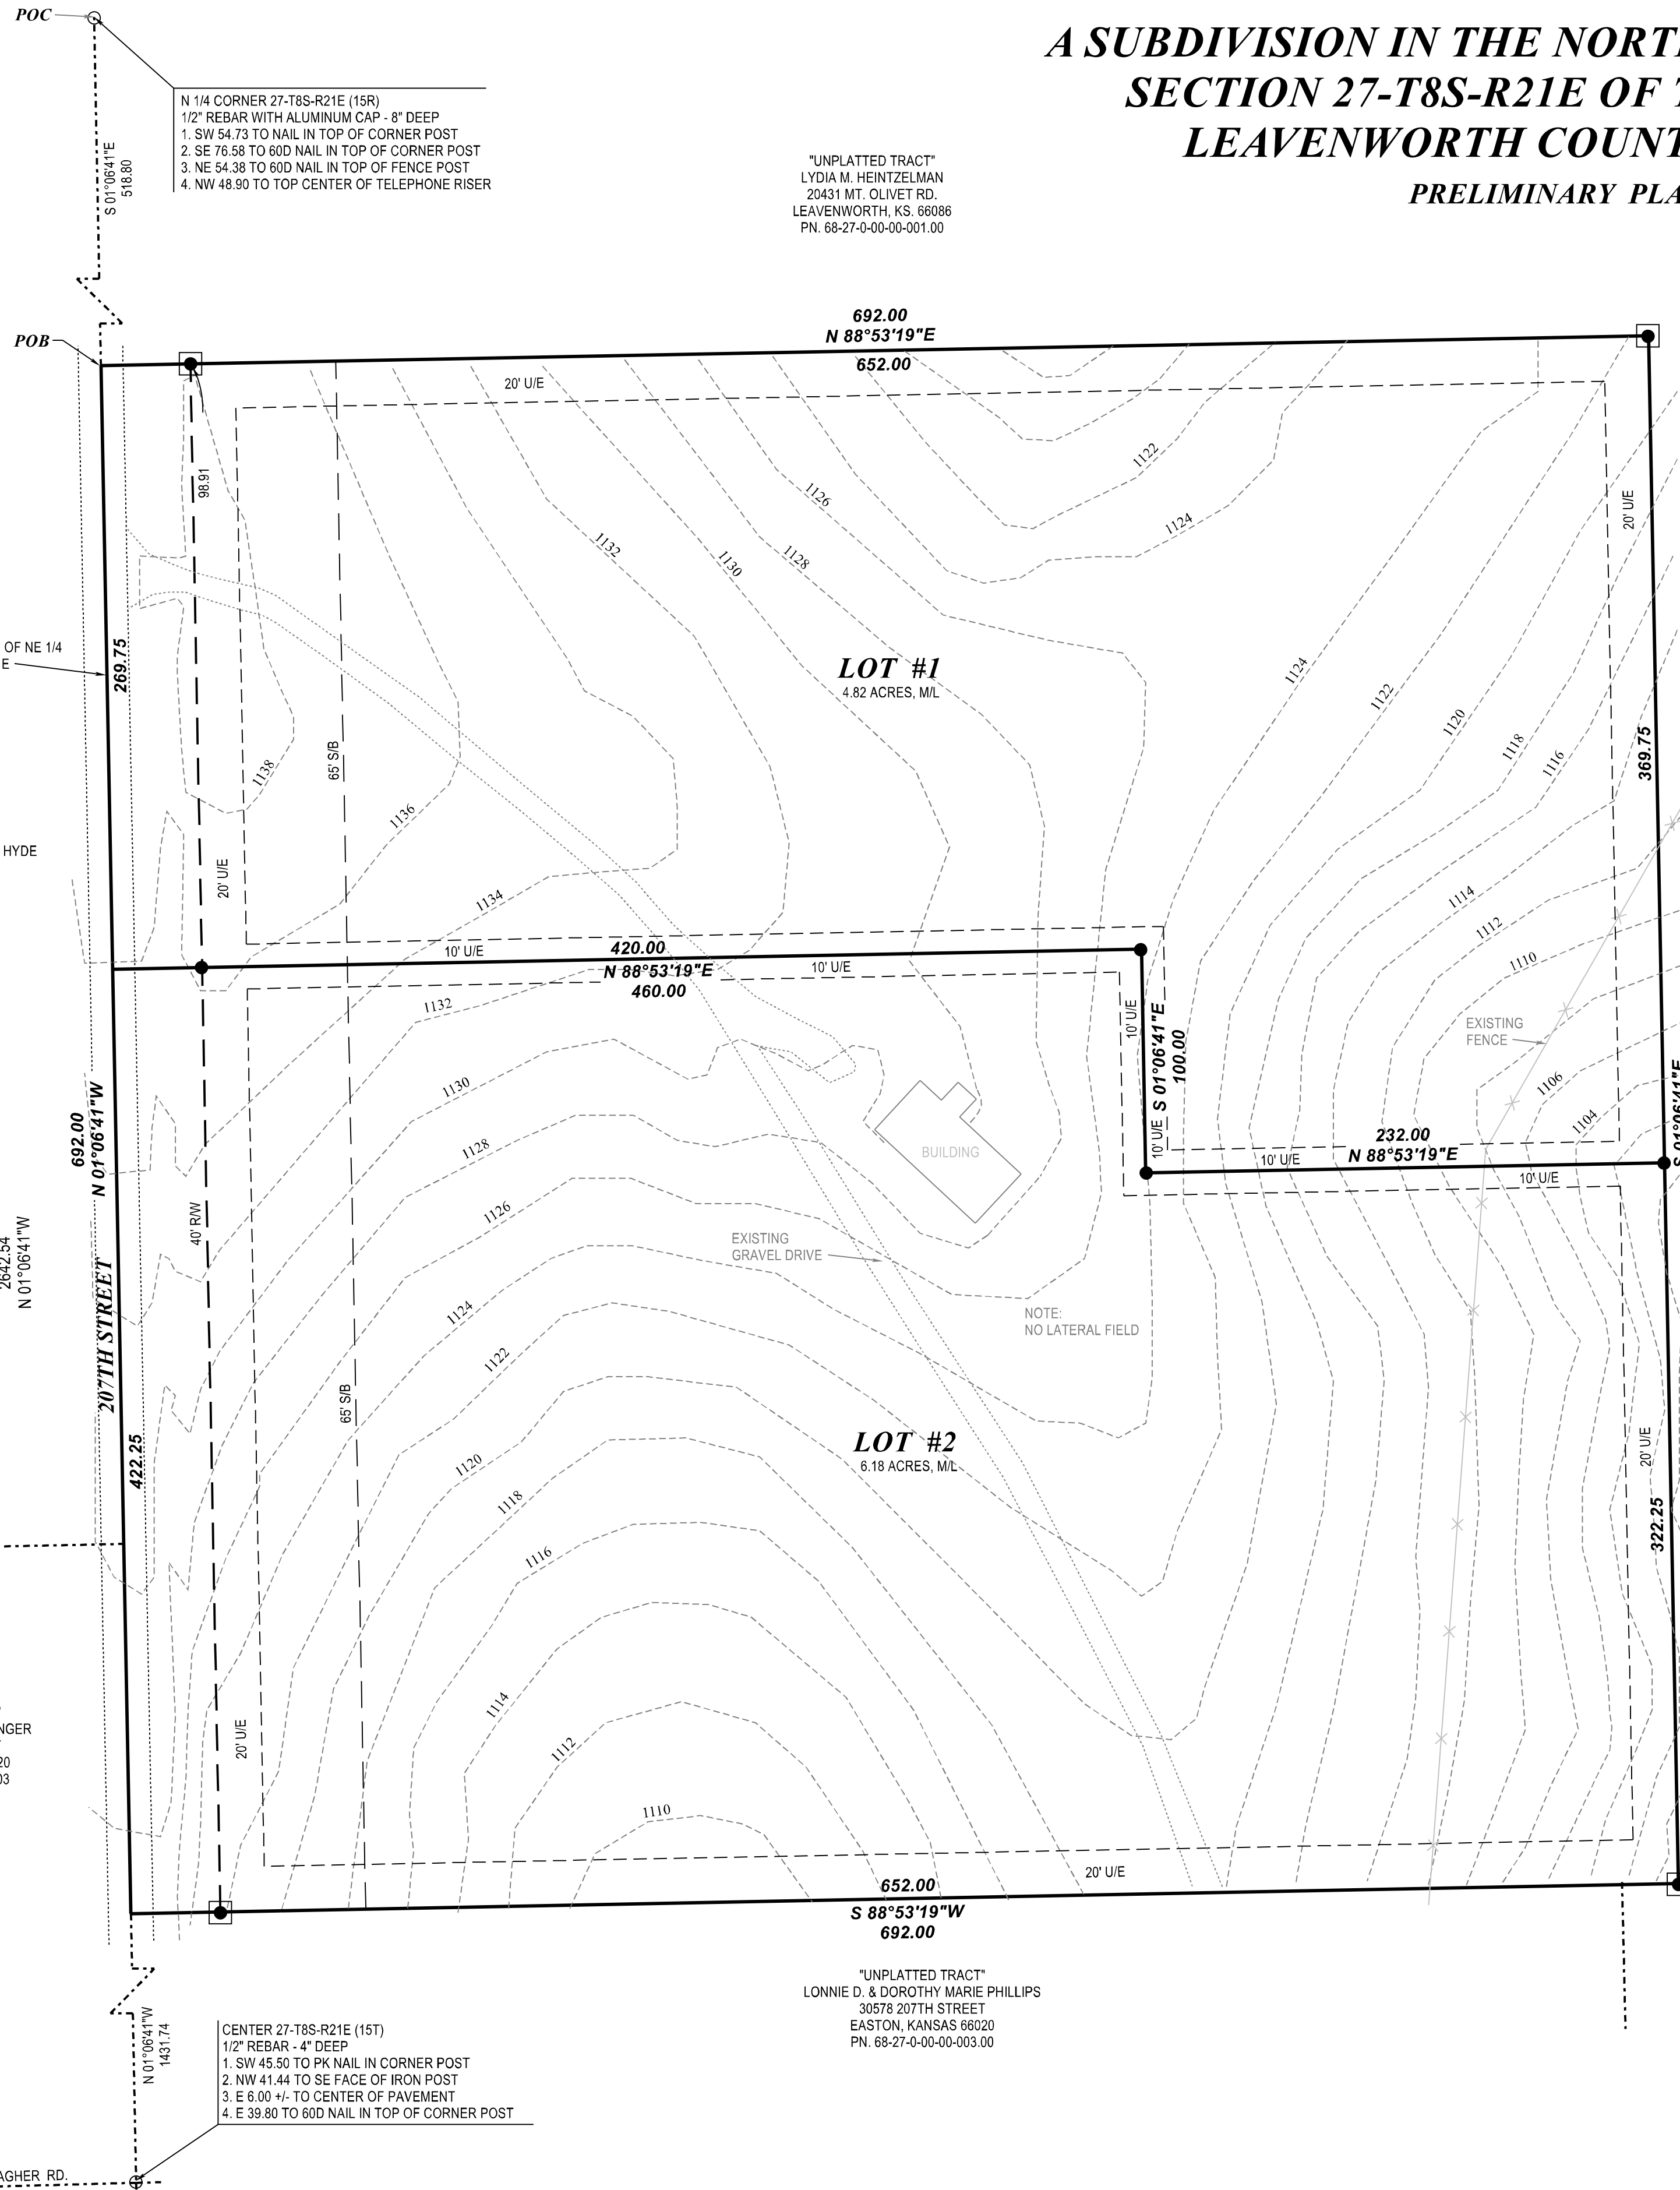 POC
A SUBDIVISION IN THE NORT
SECTION 27-T8S-R21E OF
LEAVENWORTH COUNT
PRELIMINARY PLA
N 1/4 CORNER 27-T8S-R21E (15R)
1/2" REBAR WITH ALUMINUM CAP - 8" DEEP
1. SW 54.73 TO NAIL IN TOP OF CORNER POST
2. SE 76.58 TO 60D NAIL IN TOP OF CORNER POST
3. NE 54.38 TO 60D NAIL IN TOP OF FENCE POST
4. NW 48.90 TO TOP CENTER OF TELEPHONE RISER
S 01°06'41"E
518.80
"UNPLATTED TRACT"
LYDIA M. HEINTZELMAN
20431 MT. OLIVET RD.
LEAVENWORTH, KS. 66086
PN. 68-27-0-00-00-001.00
692.00
N 88°53'19"E
652.00
POB
20' U/E
98.91
1122
1126
1124
20' U/E
1132
1130
1128
OF NE 1/4
E
269.75
LOT #1
4.82 ACRES, M/L
1124
1122
1120
1118
1116
369.75
65' S/B
1138
1136
HYDE
20' U/E
1134
1114
1112
1110
10' U/E
420.00
N 88°53'19"E
460.00
10' U/E
1132
10' U/E
S 01°06'41"E
100.00
10' U/E
EXISTING
FENCE
1106
1104
1130
1128
1126
BUILDING
232.00
N 88°53'19"E
10' U/E
10' U/E
S 01°06'41"E
692.00
N 01°06'41"W
40' R/W
2642.54
N 01°06'41"W
207TH STREET
EXISTING
GRAVEL DRIVE
NOTE:
NO LATERAL FIELD
1124
1122
65' S/B
422.25
LOT #2
6.18 ACRES, M/L
1120
1118
1116
20' U/E
322.25
1114
1112
1110
20' U/E
NGER
20
03
20' U/E
652.00
S 88°53'19"W
692.00
"UNPLATTED TRACT"
LONNIE D. & DOROTHY MARIE PHILLIPS
30578 207TH STREET
EASTON, KANSAS 66020
PN. 68-27-0-00-00-003.00
N 01°06'41"W
1431.74
CENTER 27-T8S-R21E (15T)
1/2" REBAR - 4" DEEP
1. SW 45.50 TO PK NAIL IN CORNER POST
2. NW 41.44 TO SE FACE OF IRON POST
3. E 6.00 +/- TO CENTER OF PAVEMENT
4. E 39.80 TO 60D NAIL IN TOP OF CORNER POST
AGHER RD.